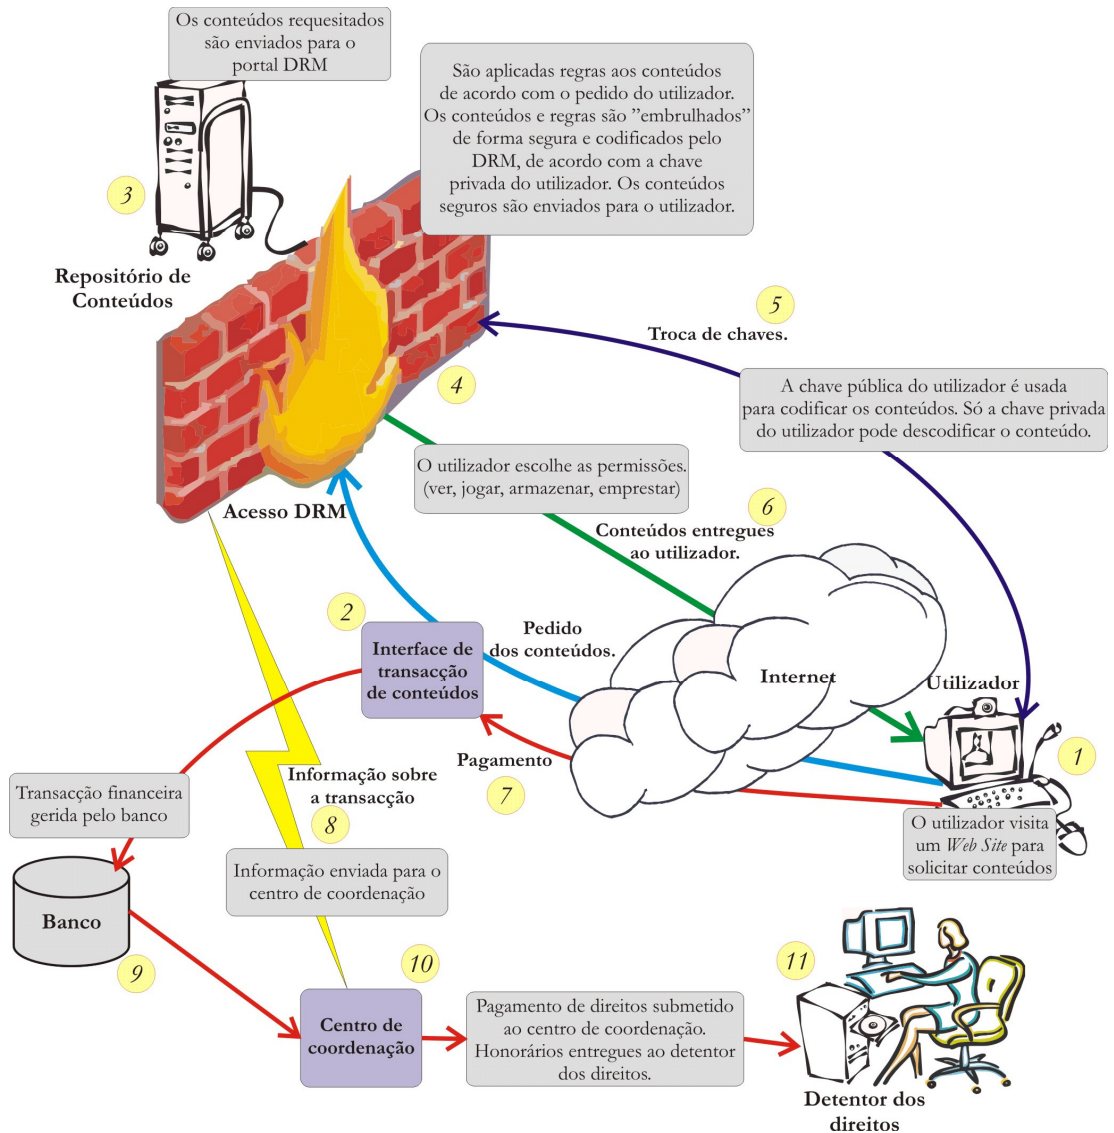 Os conteúdos requesitados
são enviados para o
portal DRM
São aplicadas regras aos conteúdos
de acordo com o pedido do utilizador.
Os conteúdos e regras são ”embrulhados”
de forma segura e codificados pelo
DRM, de acordo com a chave
privada do utilizador. Os conteúdos
seguros são enviados para o utilizador.
3
Repositório de
Conteúdos
5
Troca de chaves.
4
A chave pública do utilizador é usada
para codificar os conteúdos. Só a chave privada
do utilizador pode descodificar o conteúdo.
O utilizador escolhe as permissões.
(ver, jogar, armazenar, emprestar)
Acesso DRM
6
Conteúdos entregues
ao utilizador.
2
Interface de
transacção
de conteúdos
Pedido
dos conteúdos.
Internet
Utilizador
1
Pagamento
7
Informação sobre
a transacção
8
Transacção financeira
gerida pelo banco
O utilizador visita
um Web Site para
solicitar conteúdos
Informação enviada para o
centro de coordenação
Banco
9
10
Centro de
coordenação
Pagamento de direitos submetido
ao centro de coordenação.
Honorários entregues ao detentor
dos direitos.
11
Detentor dos
direitos